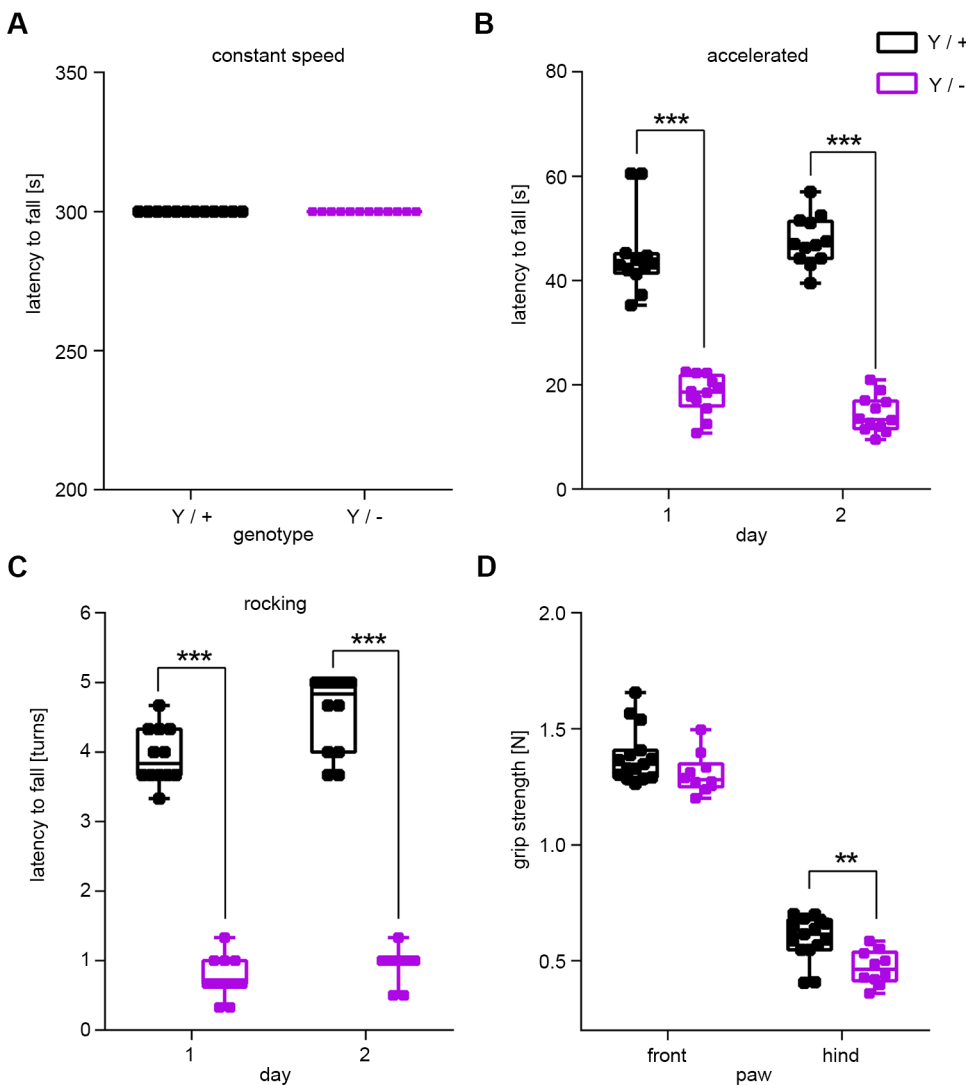 A
constant speed
350
300
250
200
latency to fall [s]
Y / +
Y / -
genotype
B
accelerated
Y / +
Y / -
80
60
40
20
0
latency to fall [s]
***
***
1
2
day
C
rocking
6
5
4
3
2
1
0
latency to fall [turns]
***
***
1
2
day
D
2.0
1.5
1.0
0.5
grip strength [N]
**
front
hind
paw